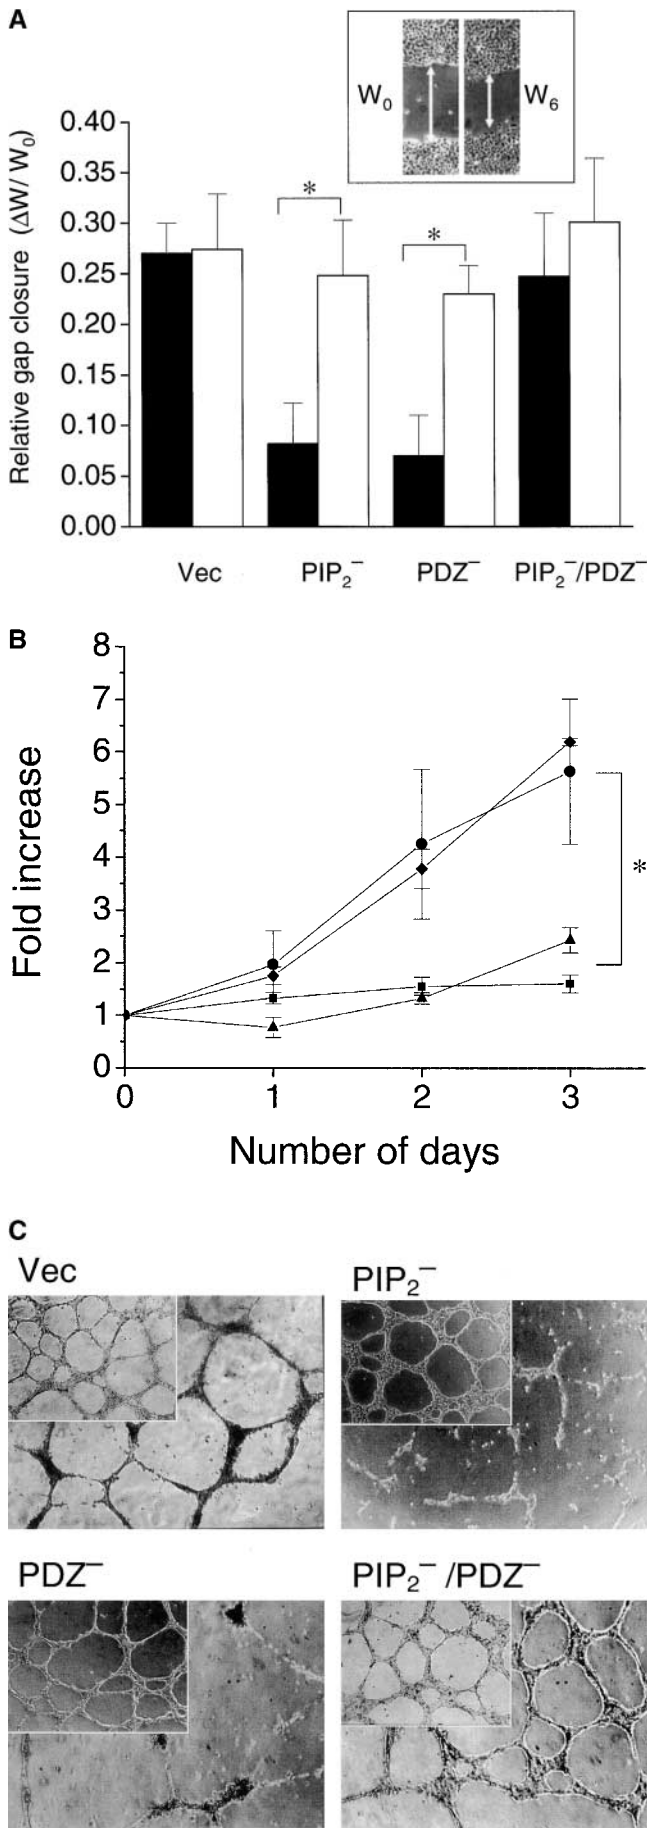 A
W₀
W₆
Relative gap closure (ΔW/ W₀)
0.40
0.35
0.30
0.25
0.20
0.15
0.10
0.05
0.00
*
*
Vec
PIP₂⁻
PDZ⁻
PIP₂⁻/PDZ⁻
B
Fold increase
8
7
6
5
4
3
2
1
0
*
0
1
2
3
Number of days
C
Vec
PIP₂⁻
PDZ⁻
PIP₂⁻ /PDZ⁻